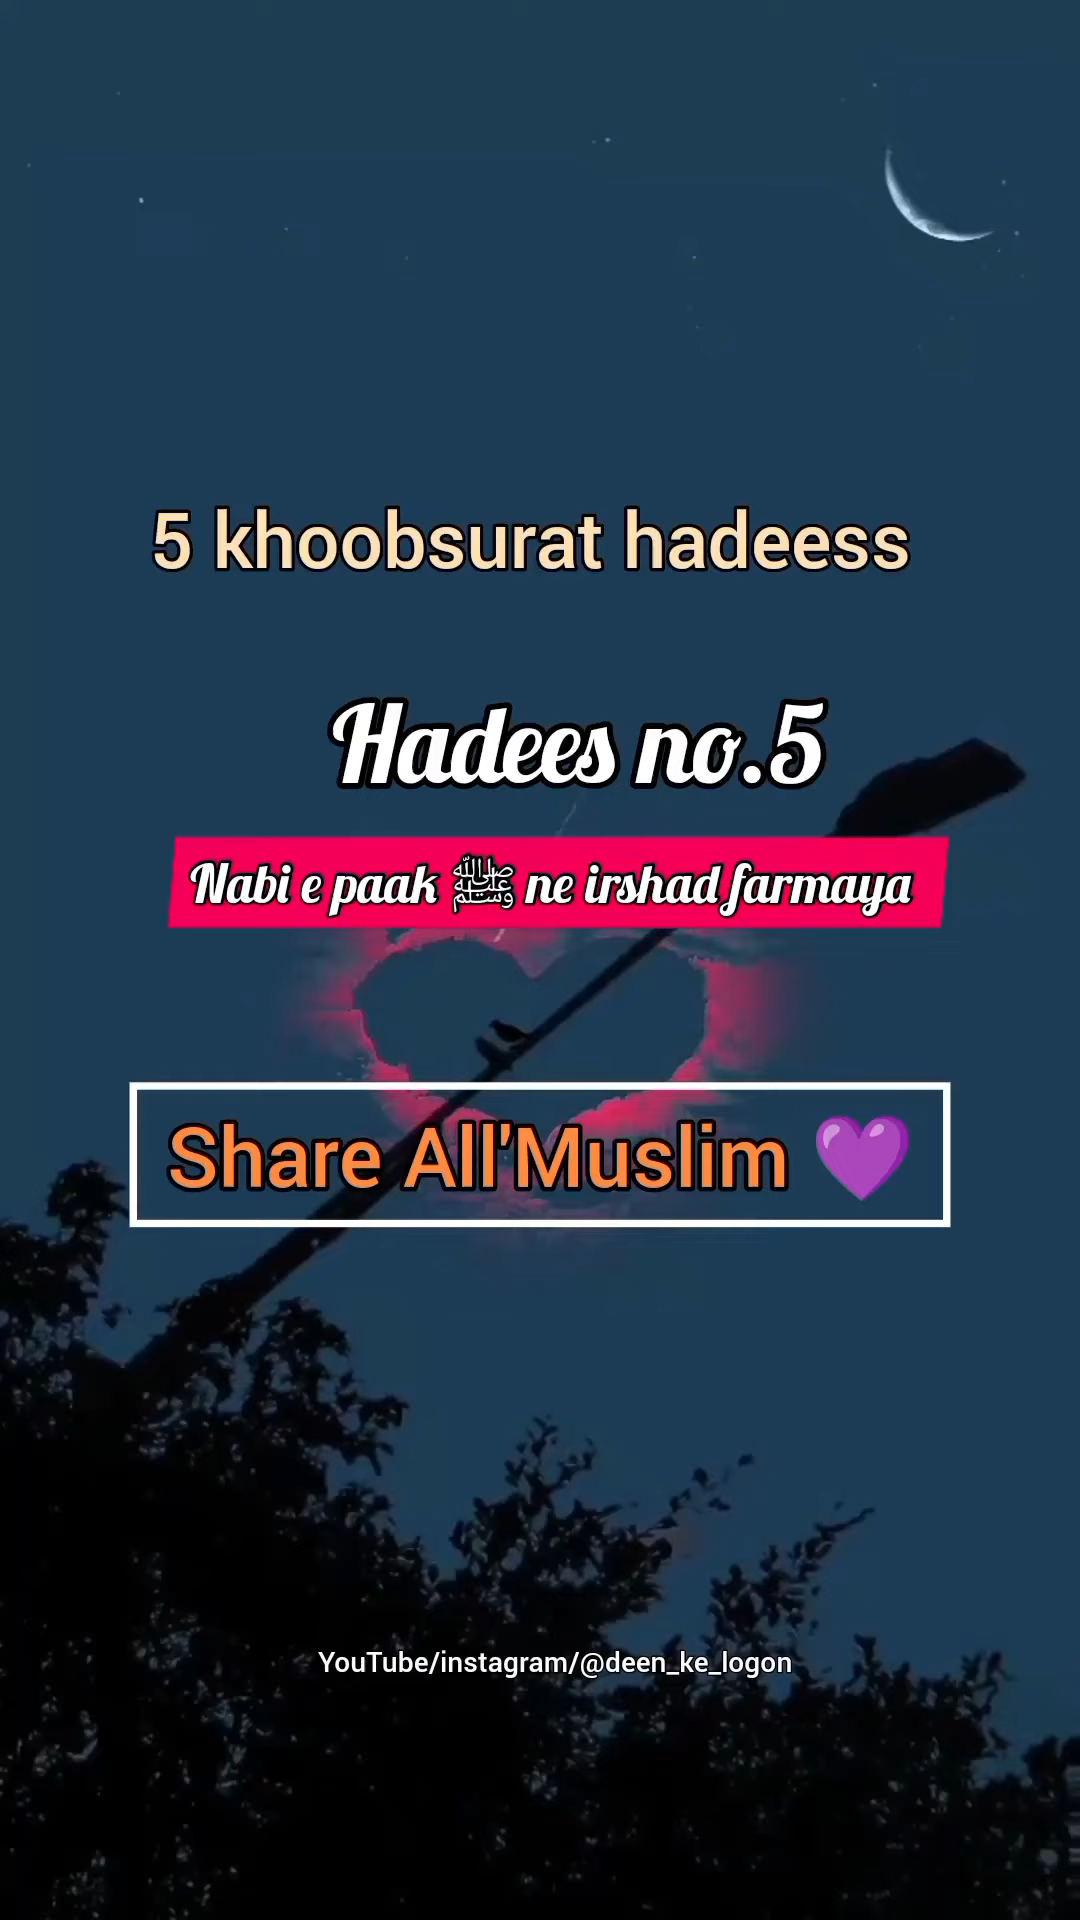 5 khoobsurat hadeess
Hadees no.5
Nabi e paak ﷺ ne irshad farmaya
Share All'Muslim 💜
YouTube/instagram/@deen_ke_logon